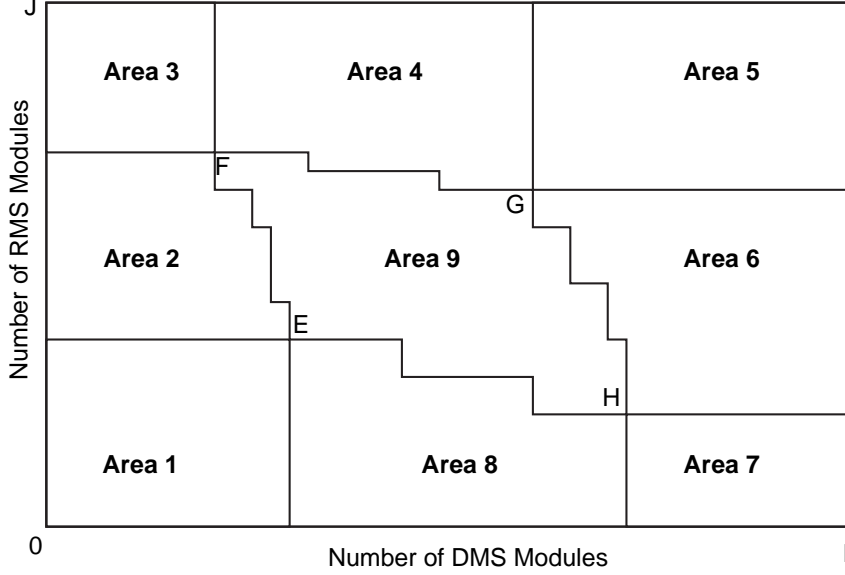 J
Area 3 Area 4 Area 5
F
G
Area 2 Area 9 Area 6
E
H
Area 1 Area 8 Area 7
0
Number of DMS Modules
Number of RMS Modules